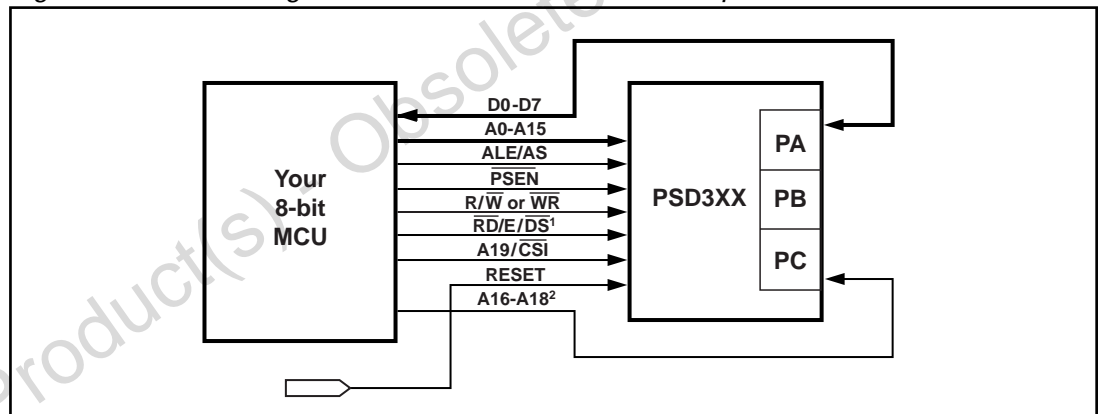 Product(s) - Obsolete
D0-D7
A0-A15
ALE/AS
PSEN
R/W or WR
RD/E/DS¹
A19/CSI
RESET
A16-A18²
Your
8-bit
MCU
PSD3XX
PA
PB
PC